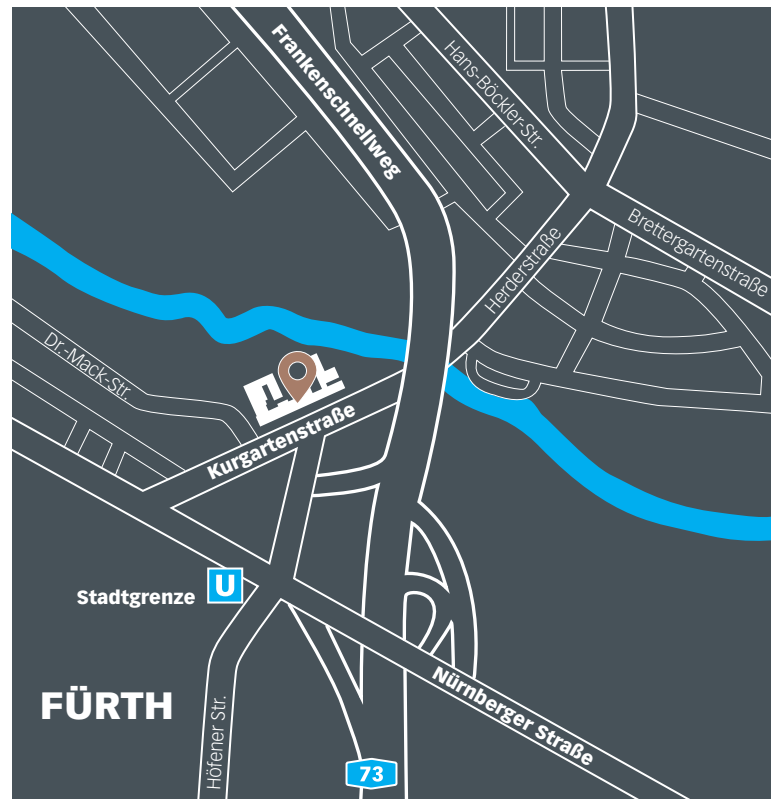 Frankenschnellweg
Hans-Böckler-Str.
Brettergartenstraße
Herderstraße
Dr.-Mack-Str.
Kurgartenstraße
Stadtgrenze
U
FÜRTH
Höfener Str.
Nürnberger Straße
73